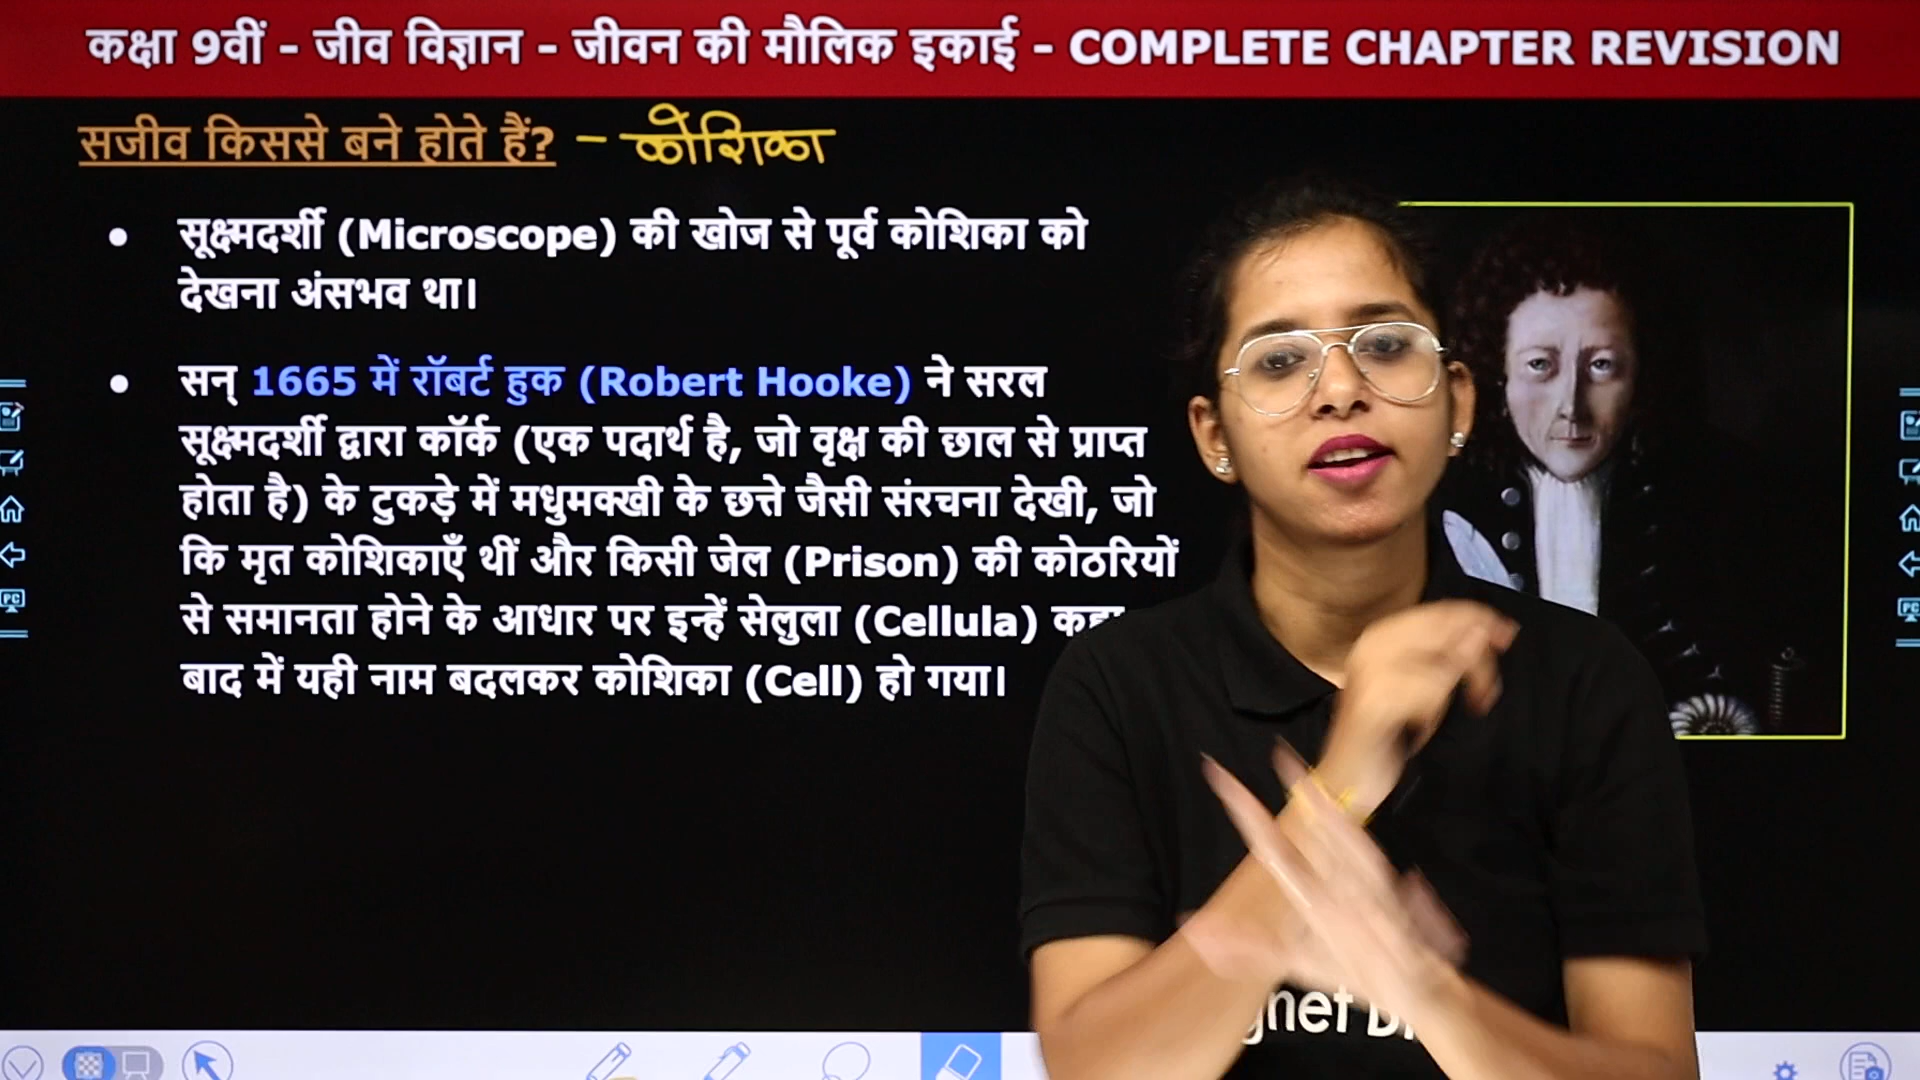 कक्षा 9वीं - जीव विज्ञान - जीवन की मौलिक इकाई - COMPLETE CHAPTER REVISION
सजीव किससे बने होते हैं? - कोशिका
• सूक्ष्मदर्शी (Microscope) की खोज से पूर्व कोशिका को
देखना अंसभव था।
• सन् 1665 में रॉबर्ट हुक (Robert Hooke) ने सरल
सूक्ष्मदर्शी द्वारा कॉर्क (एक पदार्थ है, जो वृक्ष की छाल से प्राप्त
होता है) के टुकड़े में मधुमक्खी के छत्ते जैसी संरचना देखी, जो
कि मृत कोशिकाएँ थीं और किसी जेल (Prison) की कोठरियों
से समानता होने के आधार पर इन्हें सेलुला (Cellula)
बाद में यही नाम बदलकर कोशिका (Cell) हो गया।
PC
PC